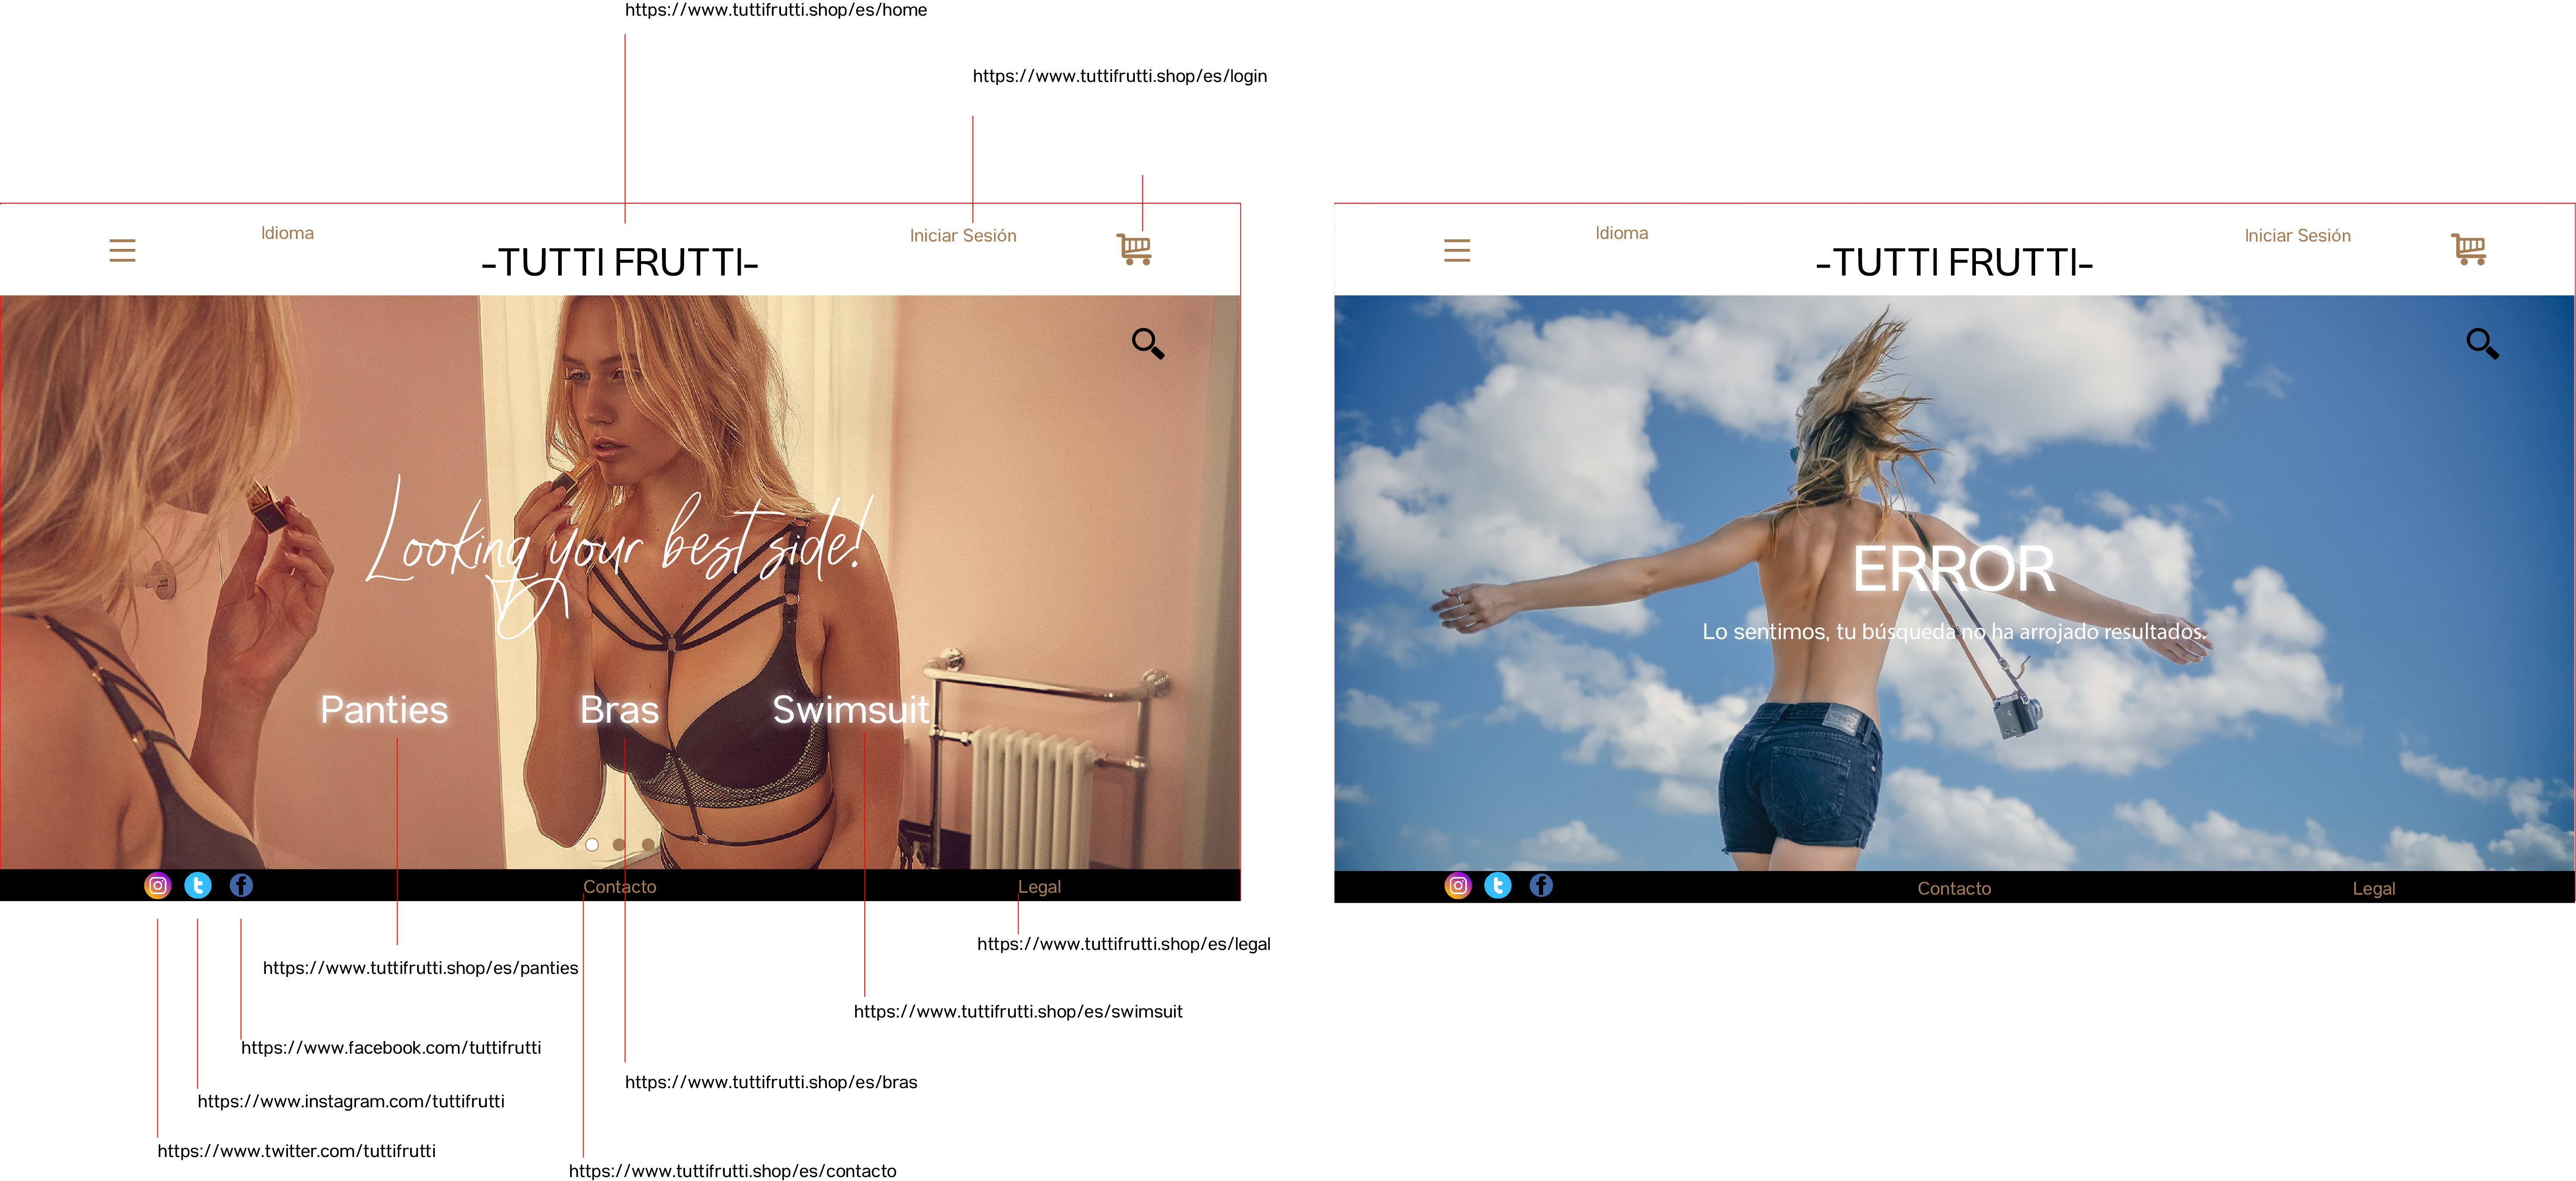 https://www.tuttifrutti.shop/es/home
https://www.tuttifrutti.shop/es/login
Idioma
-TUTTI FRUTTI-
Iniciar Sesión
Looking your best side!
Panties
Bras
Swimsuit
Contacto
Legal
https://www.tuttifrutti.shop/es/legal
https://www.tuttifrutti.shop/es/panties
https://www.tuttifrutti.shop/es/swimsuit
https://www.facebook.com/tuttifrutti
https://www.tuttifrutti.shop/es/bras
https://www.instagram.com/tuttifrutti
https://www.twitter.com/tuttifrutti
https://www.tuttifrutti.shop/es/contacto
Idioma
-TUTTI FRUTTI-
Iniciar Sesión
ERROR
Lo sentimos, tu búsqueda no ha arrojado resultados.
Contacto
Legal